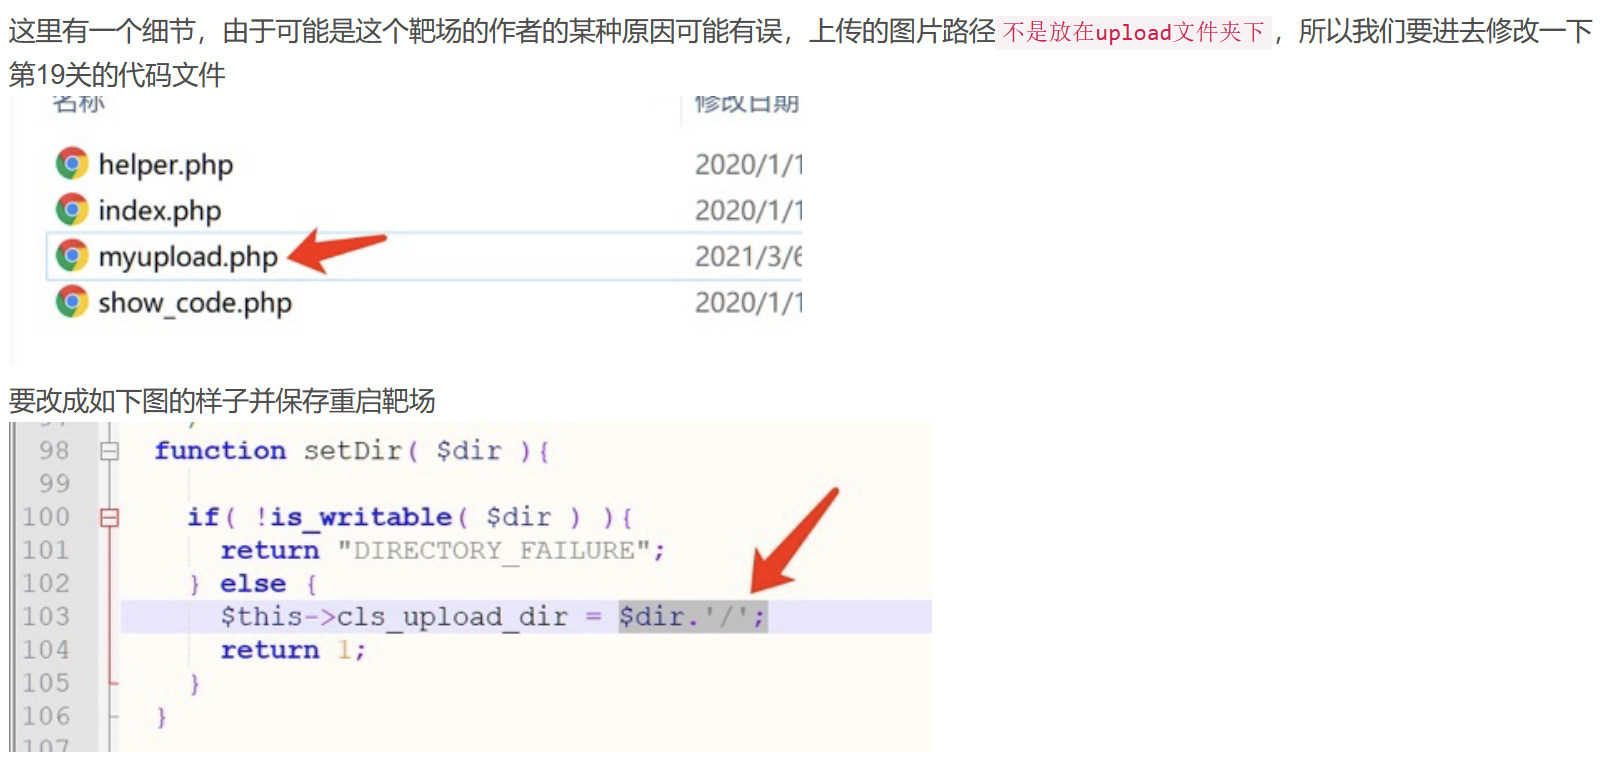 这里有一个细节，由于可能是这个靶场的作者的某种原因可能有误，上传的图片路径不是放在upload文件夹下，所以我们要进去修改一下
第19关的代码文件
名称 修改日期
helper.php 2020/1/1
index.php 2020/1/1
myupload.php 2021/3/6
show_code.php 2020/1/1
要改成如下图的样子并保存重启靶场
97 /
98 function setDir( $dir ){
99
100 if( !is_writable( $dir ) ){
101 return "DIRECTORY_FAILURE";
102 } else {
103 $this->cls_upload_dir = $dir.'/';
104 return 1;
105 }
106 }
107